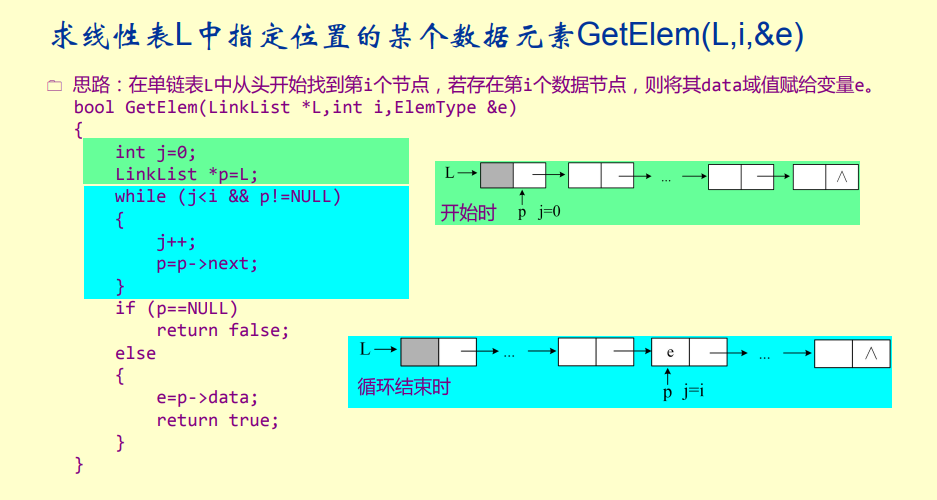 求线性表L中指定位置的某个数据元素GetElem(L,i,&e)
思路：在单链表L中从头开始找到第i个节点，若存在第i个数据节点，则将其data域值赋给变量e。
bool GetElem(LinkList *L,int i,ElemType &e)
{
int j=0;
LinkList *p=L;
while (j<i && p!=NULL)
{
j++;
p=p->next;
}
if (p==NULL)
return false;
else
{
e=p->data;
return true;
}
}
L
...
∧
开始时
p j=0
L
...
e
...
∧
循环结束时
p j=i